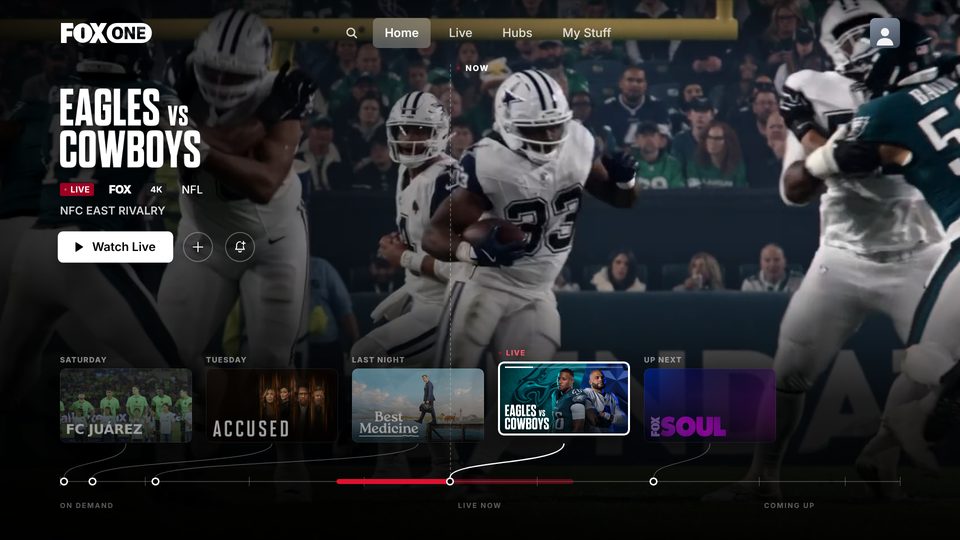 FOX ONE
Home
Live
Hubs
My Stuff
NOW
EAGLES VS
COWBOYS
LIVE
FOX
4K
NFL
NFC EAST RIVALRY
Watch Live
33
SATURDAY
TUESDAY
LAST NIGHT
LIVE
UP NEXT
FC JUÁREZ
ACCUSED
Best
Medicine
EAGLES VS
COWBOYS
FOX SOUL
ON DEMAND
LIVE NOW
COMING UP